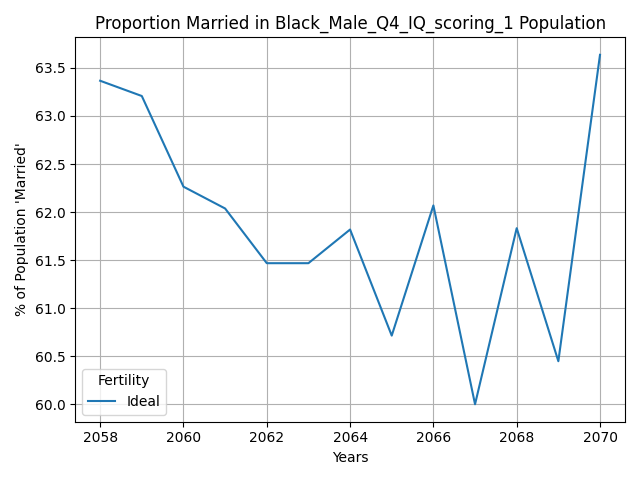 Proportion Married in Black_Male_Q4_IQ_scoring_1 Population
63.5
63.0
62.5
62.0
61.5
61.0
60.5
60.0
% of Population 'Married'
Fertility
Ideal
2058 2060 2062 2064 2066 2068 2070
Years